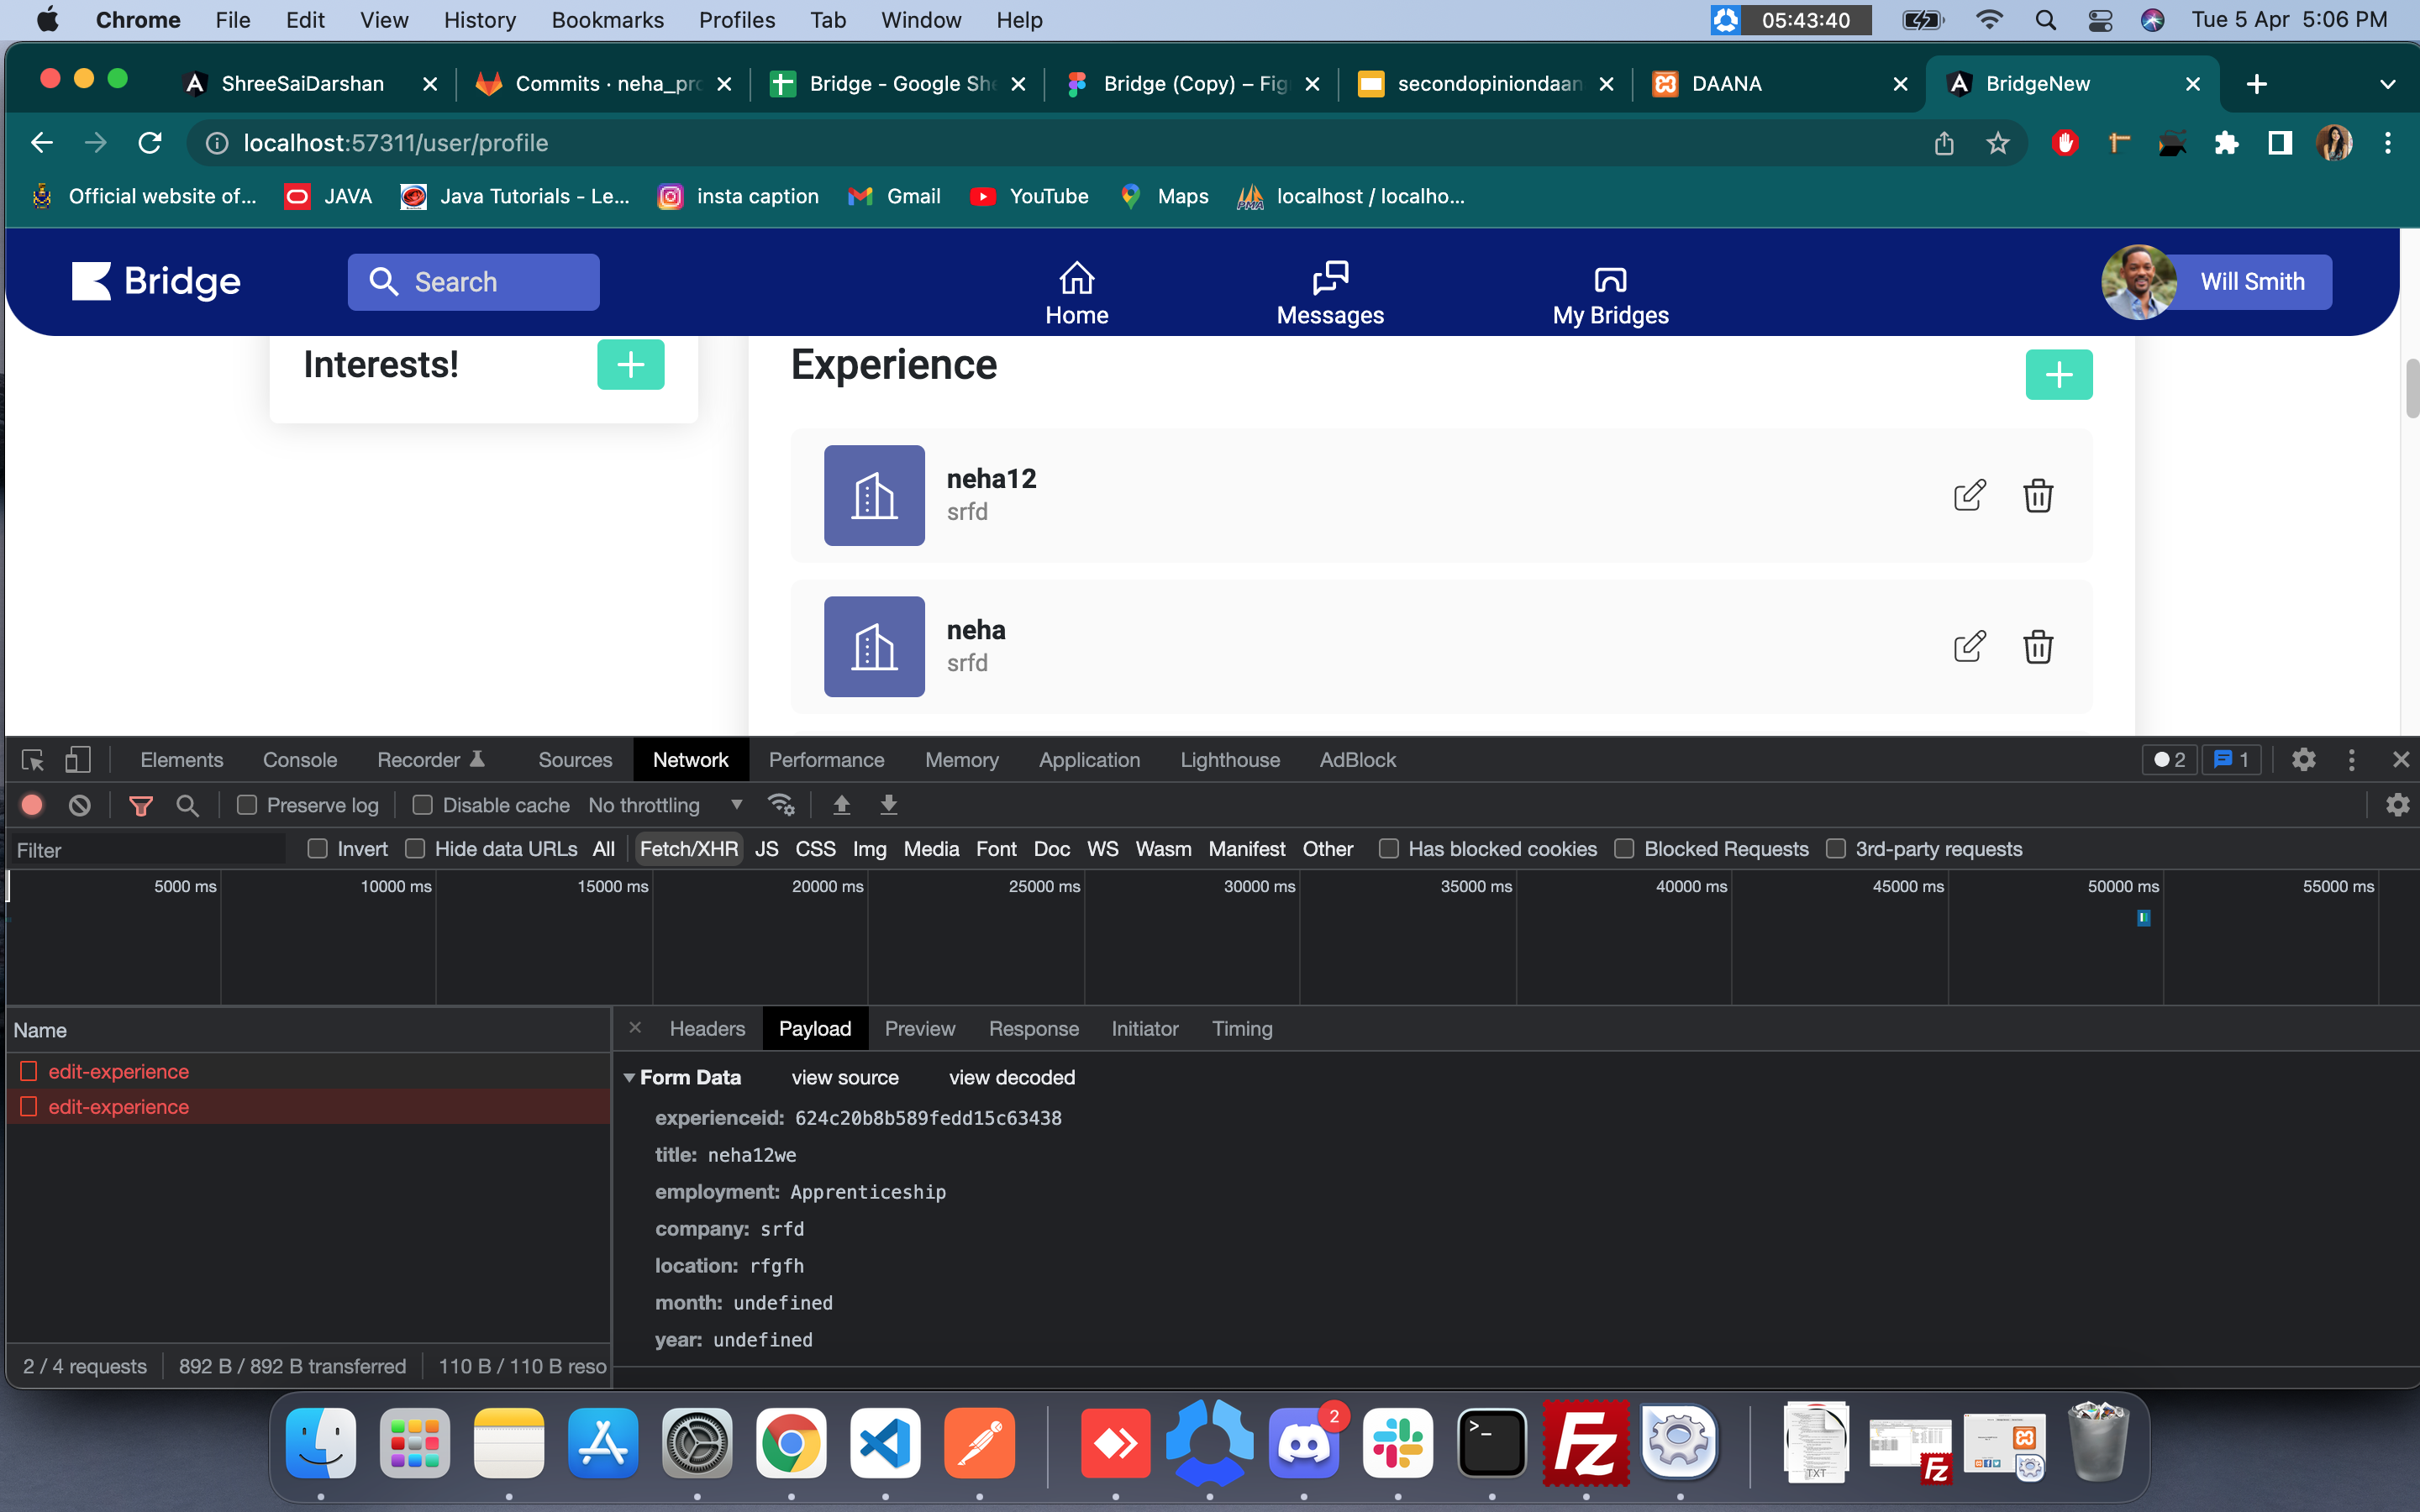 Chrome File Edit View History Bookmarks Profiles Tab Window Help 05:43:40 Tue 5 Apr 5:06 PM
ShreeSaiDarshan Commits · neha_pro Bridge - Google She Bridge (Copy) – Fig secondopiniondaan DAANA BridgeNew
localhost:57311/user/profile
Official website of... JAVA Java Tutorials - Le... insta caption Gmail YouTube Maps PMA localhost / localho...
Bridge Search Home Messages My Bridges Will Smith
Interests!
Experience
neha12
srfd
neha
srfd
Elements Console Recorder Sources Network Performance Memory Application Lighthouse AdBlock 2 1
Preserve log Disable cache No throttling
Filter Invert Hide data URLs All Fetch/XHR JS CSS Img Media Font Doc WS Wasm Manifest Other Has blocked cookies Blocked Requests 3rd-party requests
5000 ms 10000 ms 15000 ms 20000 ms 25000 ms 30000 ms 35000 ms 40000 ms 45000 ms 50000 ms 55000 ms
Name
edit-experience
edit-experience
2 / 4 requests 892 B / 892 B transferred 110 B / 110 B reso
Headers Payload Preview Response Initiator Timing
Form Data view source view decoded
experienceid: 624c20b8b589fedd15c63438
title: neha12we
employment: Apprenticeship
company: srfd
location: rfgfh
month: undefined
year: undefined
2
>_
Fz
TXT
Fz